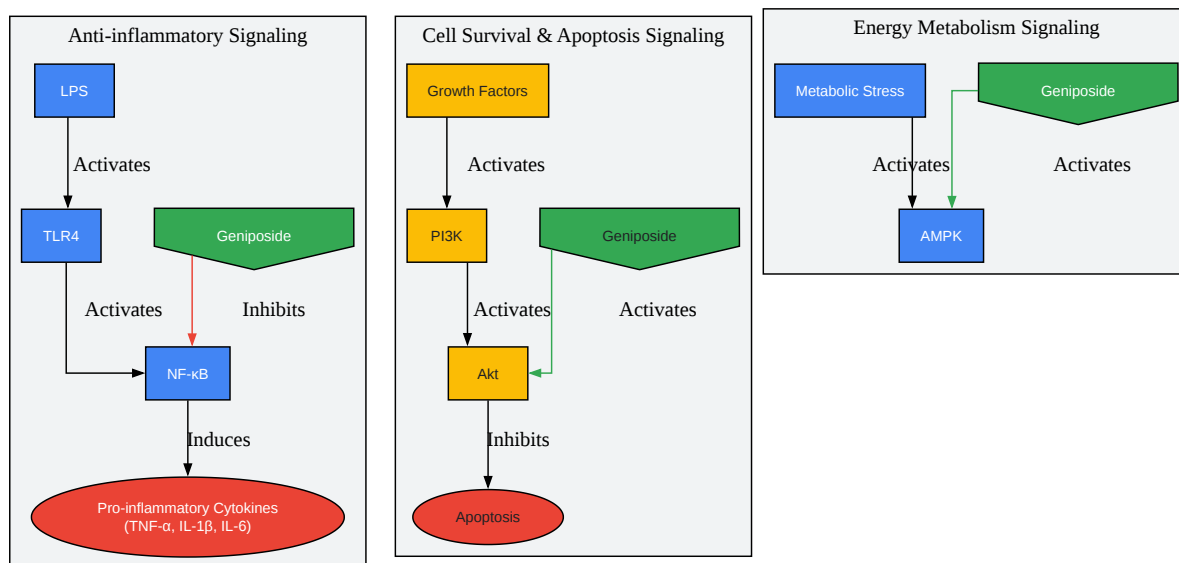 Anti-inflammatory Signaling
LPS
Activates
TLR4
Geniposide
Activates
Inhibits
NF-κB
Induces
Pro-inflammatory Cytokines
(TNF-α, IL-1β, IL-6)
Cell Survival & Apoptosis Signaling
Growth Factors
Activates
PI3K
Geniposide
Activates
Activates
Akt
Inhibits
Apoptosis
Energy Metabolism Signaling
Metabolic Stress
Geniposide
Activates
Activates
AMPK